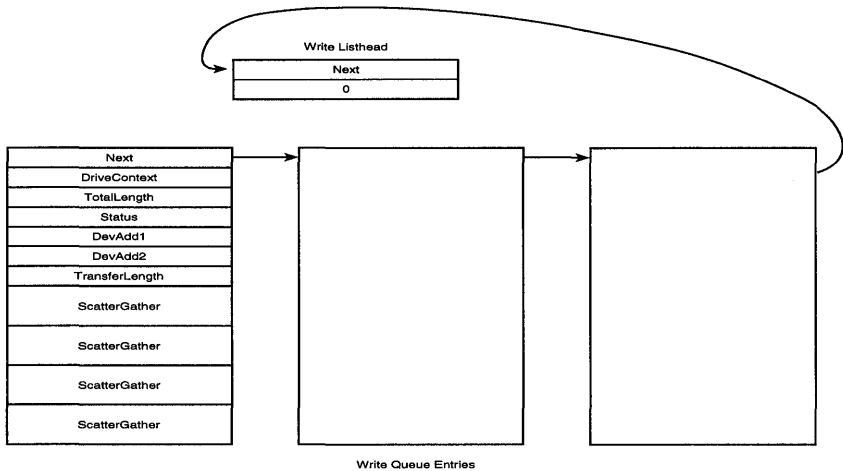 Write Listhead
Next
0
Next
DriveContext
TotalLength
Status
DevAdd1
DevAdd2
TransferLength
ScatterGather
ScatterGather
ScatterGather
ScatterGather
Write Queue Entries